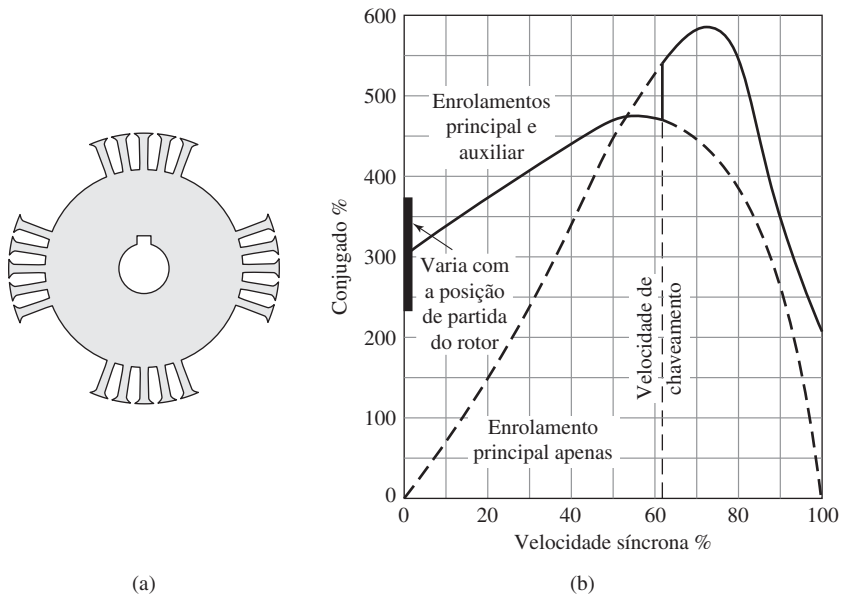 600
500
400
300
200
100
0
Conjugado %
Enrolamentos
principal e
auxiliar
Varia com
a posição
de partida
do rotor
Velocidade de
chaveamento
Enrolamento
principal apenas
0
20
40
60
80
100
Velocidade síncrona %
(a)
(b)